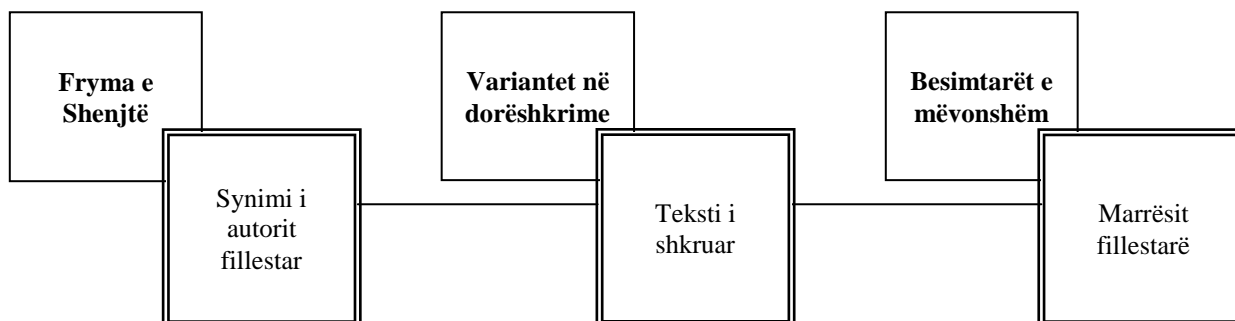 Fryma e
Shenjtë
Synimi i
autorit
fillestar
Variantet në
dorëshkrime
Teksti i
shkruar
Besimtarët e
mëvonshëm
Marrësit
fillestarë